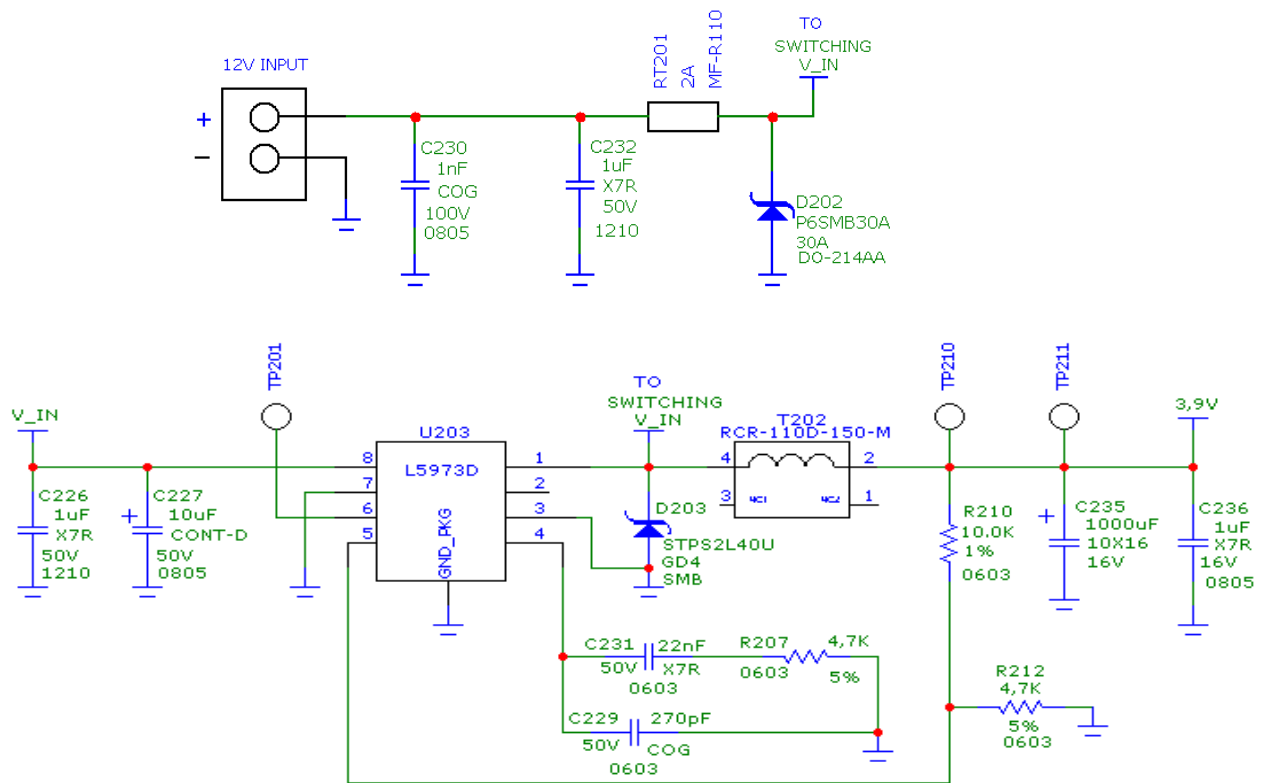 12V INPUT
+
−
C230
1nF
COG
100V
0805
C232
1uF
X7R
50V
1210
RT201
2A
MF-R110
TO
SWITCHING
V_IN
D202
P6SMB30A
30A
DO-214AA
V_IN
C226
1uF
X7R
50V
1210
+
C227
10uF
CONT-D
50V
0805
TP201
U203
L5973D
GND_PKG
8
7
6
5
1
2
3
4
TO
SWITCHING
V_IN
D203
STPS2L40U
GD4
SMB
T202
RCR-110D-150-M
4
2
3
1
NC1
NC2
TP210
TP211
3,9V
R210
10.0K
1%
0603
+
C235
1000uF
10X16
16V
C236
1uF
X7R
16V
0805
C231
22nF
50V
X7R
0603
R207
4,7K
0603
5%
C229
270pF
50V
COG
0603
R212
4,7K
5%
0603